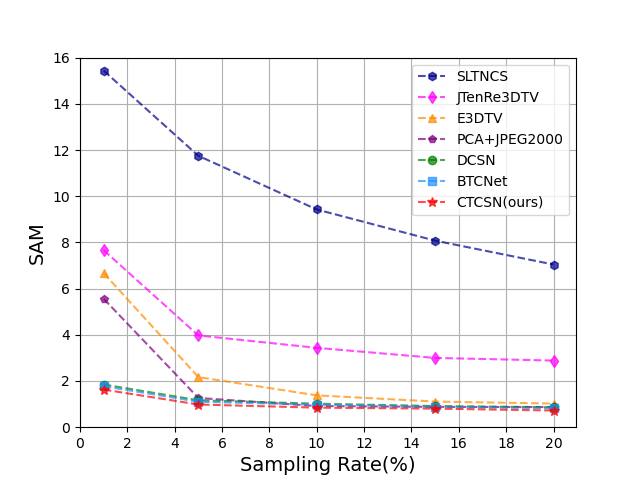 16
14
12
10
8
6
4
2
0
SAM
SLTNCS
JTenRe3DTV
E3DTV
PCA+JPEG2000
DCSN
BTCNet
CTCSN(ours)
0 2 4 6 8 10 12 14 16 18 20
Sampling Rate(%)